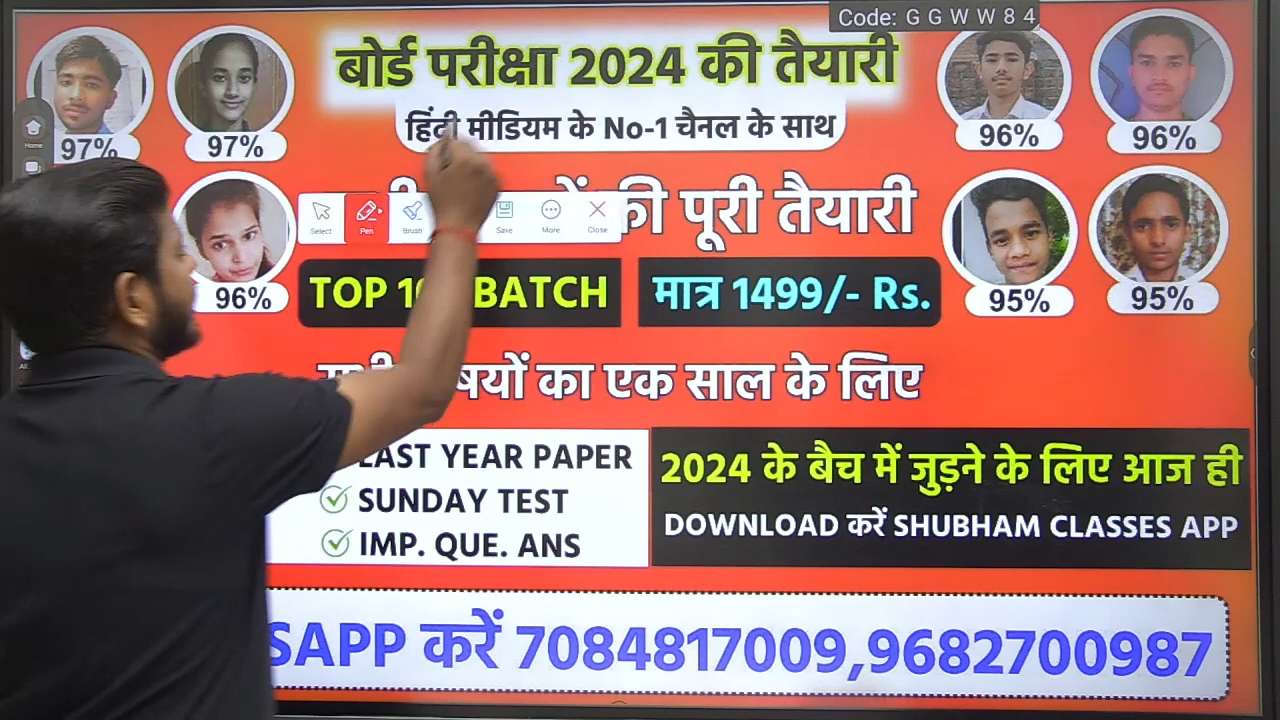 Code: G G W W 8 4
बोर्ड परीक्षा 2024 की तैयारी
हिंदी मीडियम के No-1 चैनल के साथ
97%
97%
96%
96%
Home
की पूरी तैयारी
Select
Pen
Brush
Save
More
Close
96%
95%
95%
TOP BATCH
मात्र 1499/- Rs.
का एक साल के लिए
LAST YEAR PAPER
SUNDAY TEST
IMP. QUE. ANS
2024 के बैच में जुड़ने के लिए आज ही
DOWNLOAD करें SHUBHAM CLASSES APP
SAPP करें 7084817009,9682700987